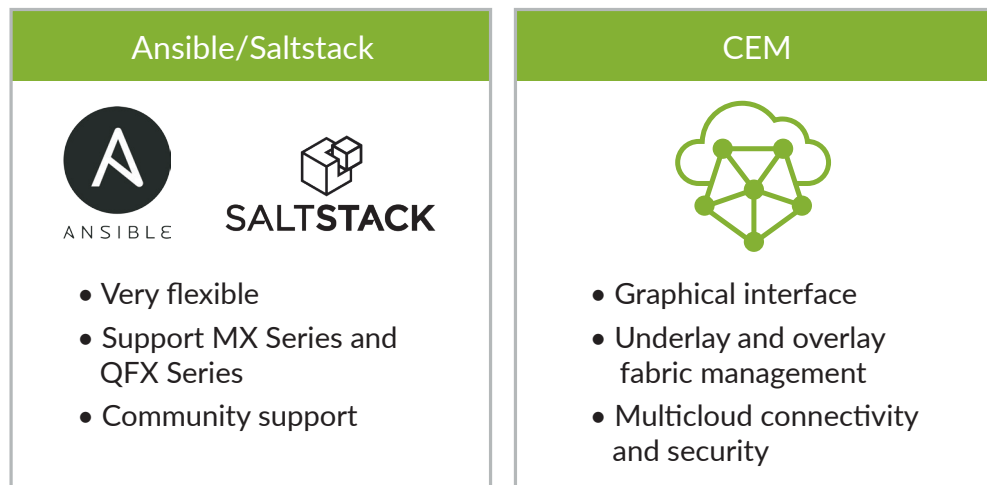 Ansible/Saltstack
ANSIBLE
SALTSTACK
• Very flexible
• Support MX Series and
QFX Series
• Community support
CEM
• Graphical interface
• Underlay and overlay
fabric management
• Multicloud connectivity
and security